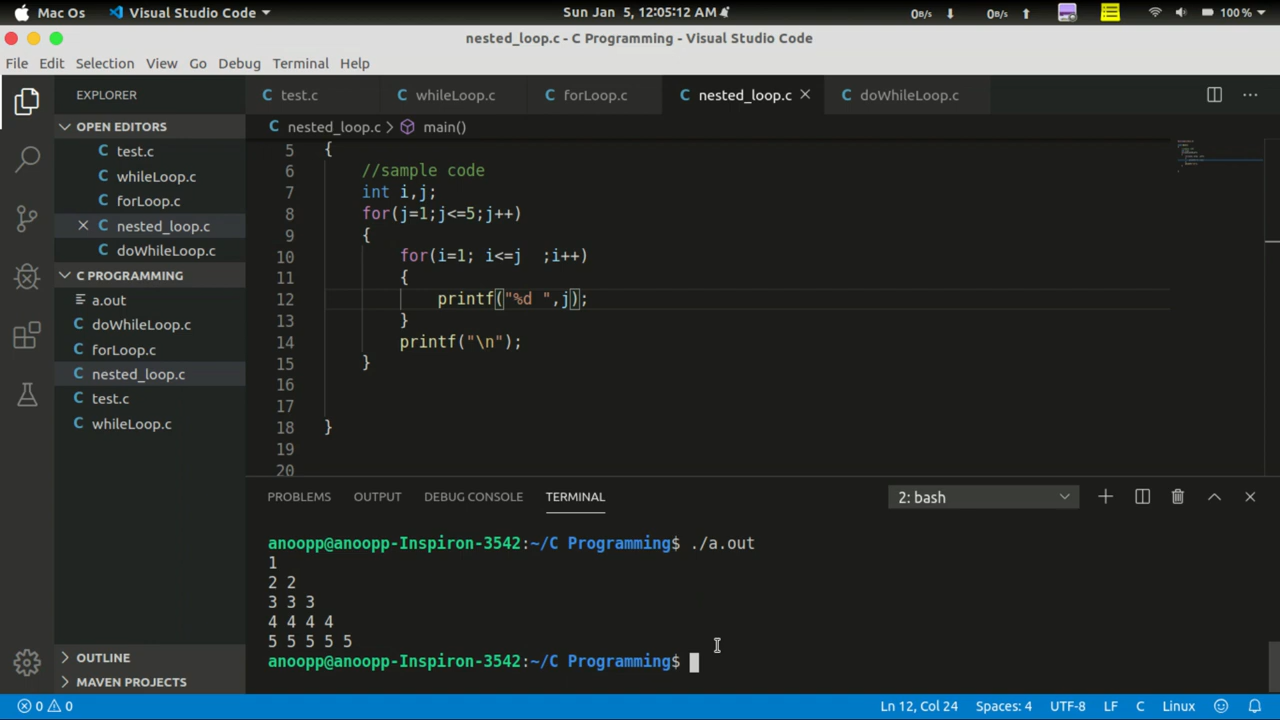 Mac Os Visual Studio Code Sun Jan 5, 12:05:12 AM 0B/s 0B/s 100%
nested_loop.c - C Programming - Visual Studio Code
File Edit Selection View Go Debug Terminal Help
EXPLORER
C test.c C whileLoop.c C forLoop.c C nested_loop.c C doWhileLoop.c
OPEN EDITORS
C nested_loop.c > main()
C test.c
C whileLoop.c
C forLoop.c
C nested_loop.c
C doWhileLoop.c
C PROGRAMMING
a.out
C doWhileLoop.c
C forLoop.c
C nested_loop.c
C test.c
C whileLoop.c
OUTLINE
MAVEN PROJECTS
5 {
6 //sample code
7 int i,j;
8 for(j=1;j<=5;j++)
9 {
10 for(i=1; i<=j  ;i++)
11 {
12 printf("%d ",j);
13 }
14 printf("\n");
15 }
16
17
18 }
19
20
PROBLEMS OUTPUT DEBUG CONSOLE TERMINAL 2: bash
anoopp@anoopp-Inspiron-3542:~/C Programming$ ./a.out
1
2 2
3 3 3
4 4 4 4
5 5 5 5 5
anoopp@anoopp-Inspiron-3542:~/C Programming$
0 0 Ln 12, Col 24 Spaces: 4 UTF-8 LF C Linux